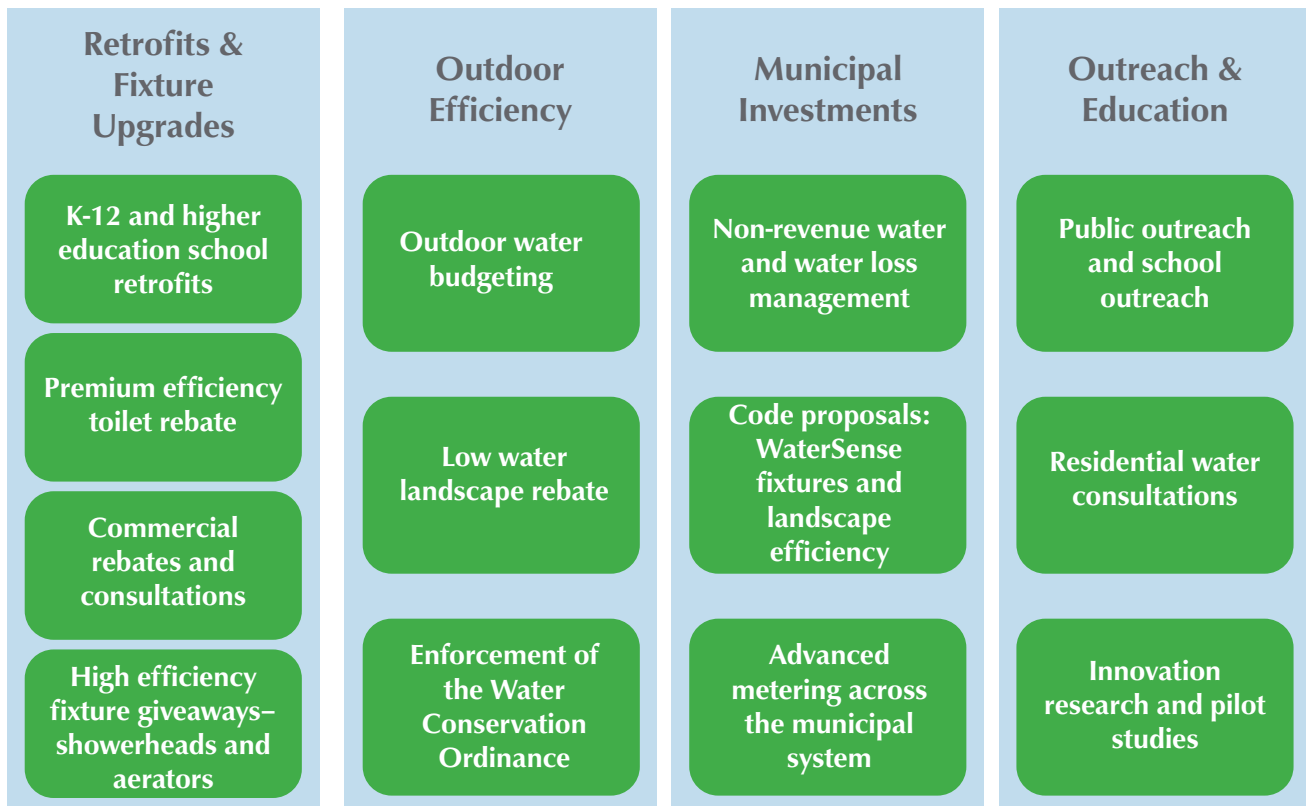 Retrofits &
Fixture
Upgrades
K-12 and higher
education school
retrofits
Premium efficiency
toilet rebate
Commercial
rebates and
consultations
High efficiency
fixture giveaways–
showerheads and
aerators
Outdoor
Efficiency
Outdoor water
budgeting
Low water
landscape rebate
Enforcement of
the Water
Conservation
Ordinance
Municipal
Investments
Non-revenue water
and water loss
management
Code proposals:
WaterSense
fixtures and
landscape
efficiency
Advanced
metering across
the municipal
system
Outreach &
Education
Public outreach
and school
outreach
Residential water
consultations
Innovation
research and pilot
studies